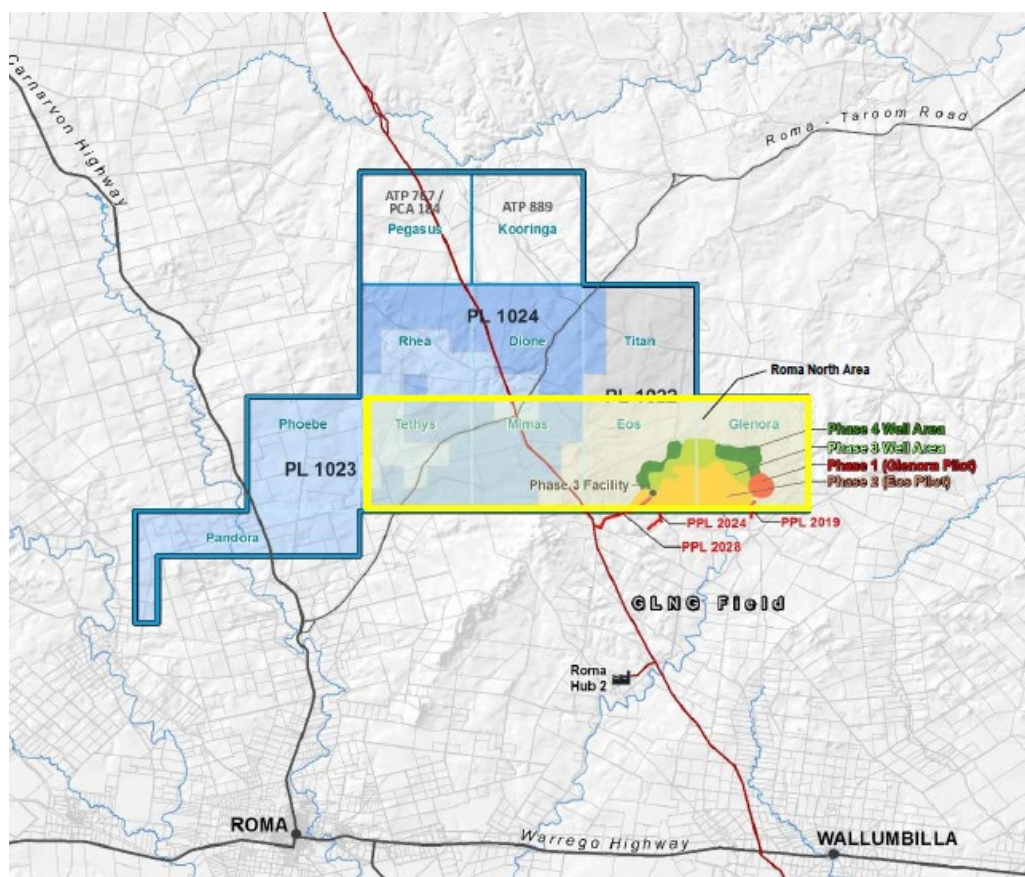 Carnarvon Highway
Roma - Taroom Road
ATP 767 /
PCA 184
Pegasus
ATP 889
Kooringa
PL 1024
Rhea
Dione
Titan
Roma North Area
PL 1022
Phoebe
Tethys
Mimas
Eos
Glenora
Phase 4 Well Area
Phase 3 Well Area
PL 1023
Phase 1 (Glenora Pilot)
Phase 3 Facility
Phase 2 (Eos Pilot)
PPL 2024
PPL 2019
Pandora
PPL 2028
GLNG Field
Roma
Hub 2
ROMA
Warrego Highway
WALLUMBILLA